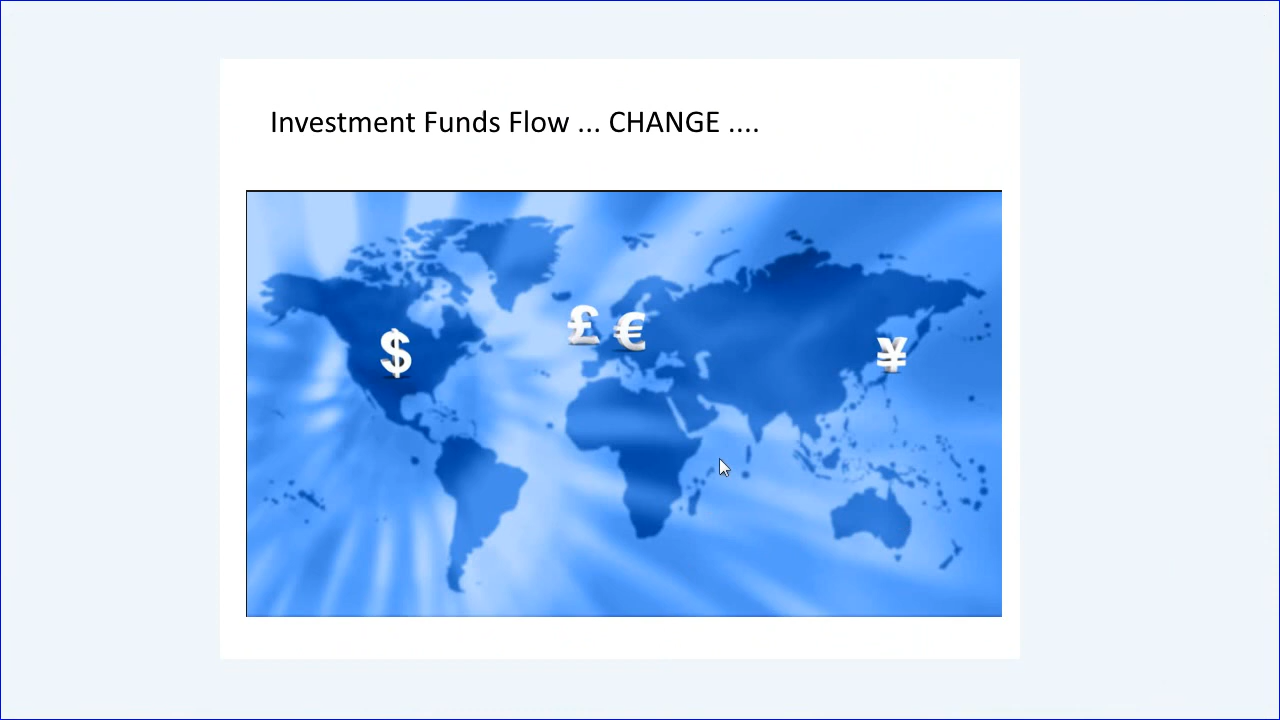 Investment Funds Flow ... CHANGE ....
$ £ € ¥